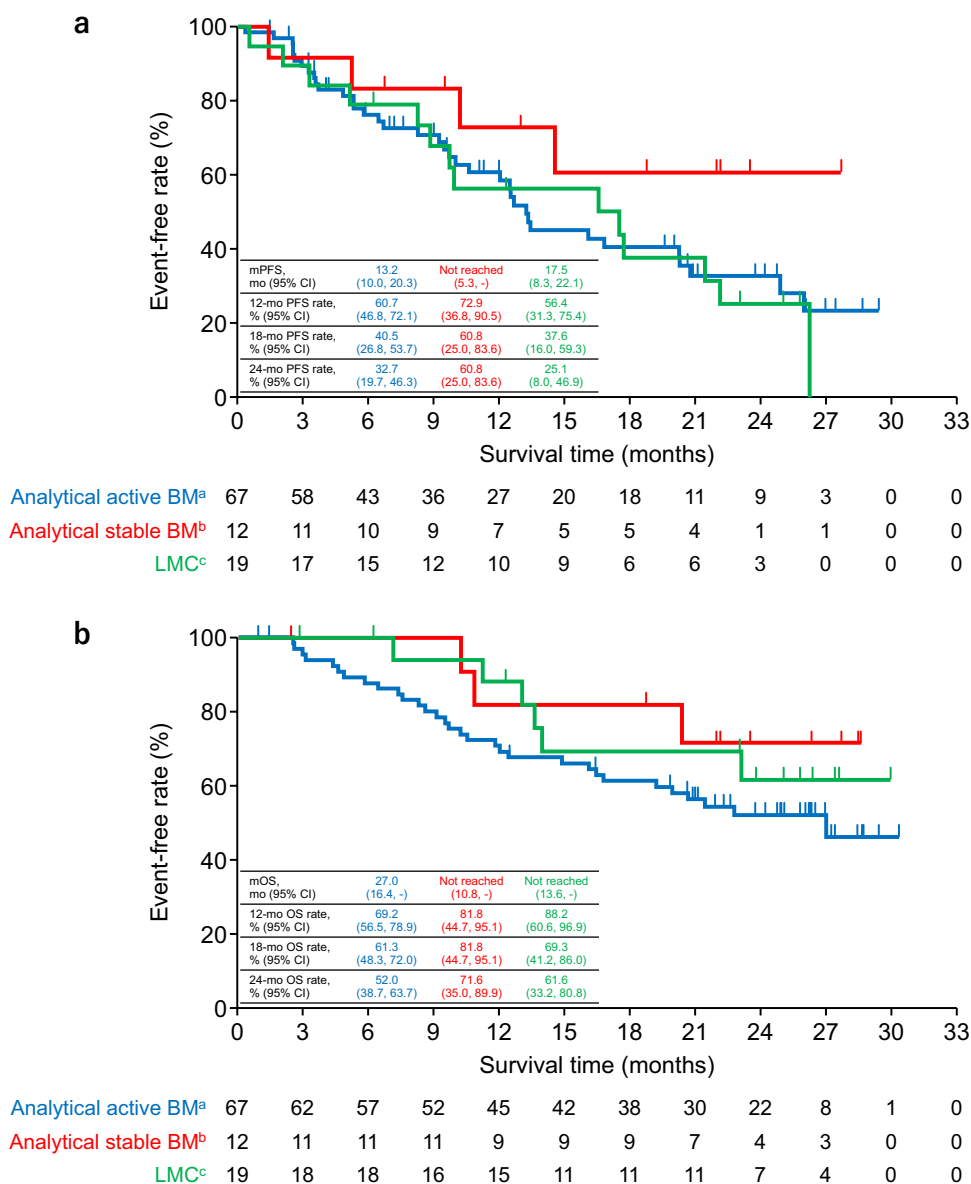 a
100
80
60
40
20
0
Event-free rate (%)
mPFS, 13.2 Not reached 17.5
mo (95% CI) (10.0, 20.3) (5.3, -) (8.3, 22.1)
12-mo PFS rate, 60.7 72.9 56.4
% (95% CI) (46.8, 72.1) (36.8, 90.5) (31.3, 75.4)
18-mo PFS rate, 40.5 60.8 37.6
% (95% CI) (26.8, 53.7) (25.0, 83.6) (16.0, 59.3)
24-mo PFS rate, 32.7 60.8 25.1
% (95% CI) (19.7, 46.3) (25.0, 83.6) (8.0, 46.9)
0 3 6 9 12 15 18 21 24 27 30 33
Survival time (months)
Analytical active BMᵃ 67 58 43 36 27 20 18 11 9 3 0 0
Analytical stable BMᵇ 12 11 10 9 7 5 5 4 1 1 0 0
LMCᶜ 19 17 15 12 10 9 6 6 3 0 0 0
b
100
80
60
40
20
0
Event-free rate (%)
mOS, 27.0 Not reached Not reached
mo (95% CI) (16.4, -) (10.8, -) (13.6, -)
12-mo OS rate, 69.2 81.8 88.2
% (95% CI) (56.5, 78.9) (44.7, 95.1) (60.6, 96.9)
18-mo OS rate, 61.3 81.8 69.3
% (95% CI) (48.3, 72.0) (44.7, 95.1) (41.2, 86.0)
24-mo OS rate, 52.0 71.6 61.6
% (95% CI) (38.7, 63.7) (35.0, 89.9) (33.2, 80.8)
0 3 6 9 12 15 18 21 24 27 30 33
Survival time (months)
Analytical active BMᵃ 67 62 57 52 45 42 38 30 22 8 1 0
Analytical stable BMᵇ 12 11 11 11 9 9 9 7 4 3 0 0
LMCᶜ 19 18 18 16 15 11 11 11 7 4 0 0